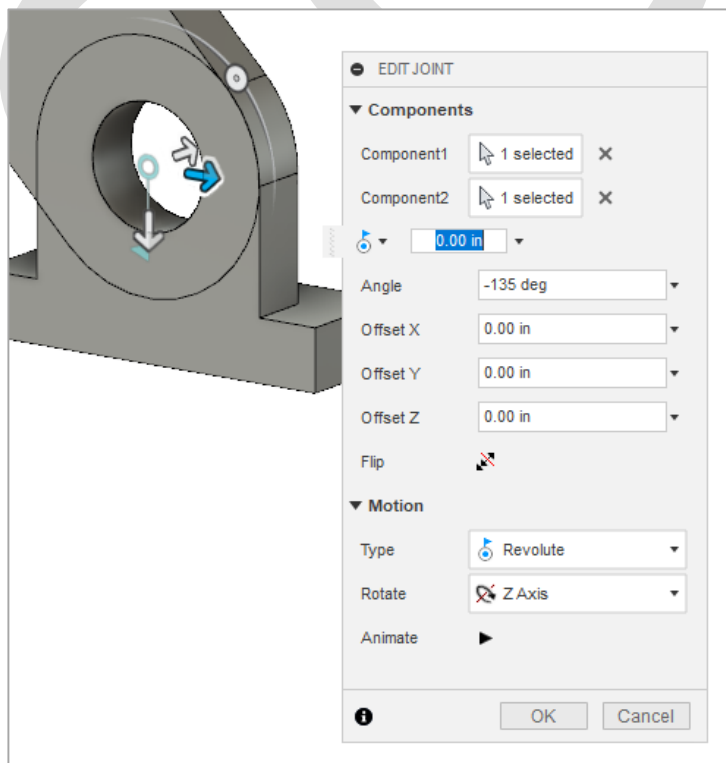 EDIT JOINT
Components
Component1 1 selected
Component2 1 selected
0.00 in
Angle -135 deg
Offset X 0.00 in
Offset Y 0.00 in
Offset Z 0.00 in
Flip
Motion
Type Revolute
Rotate Z Axis
Animate
OK Cancel